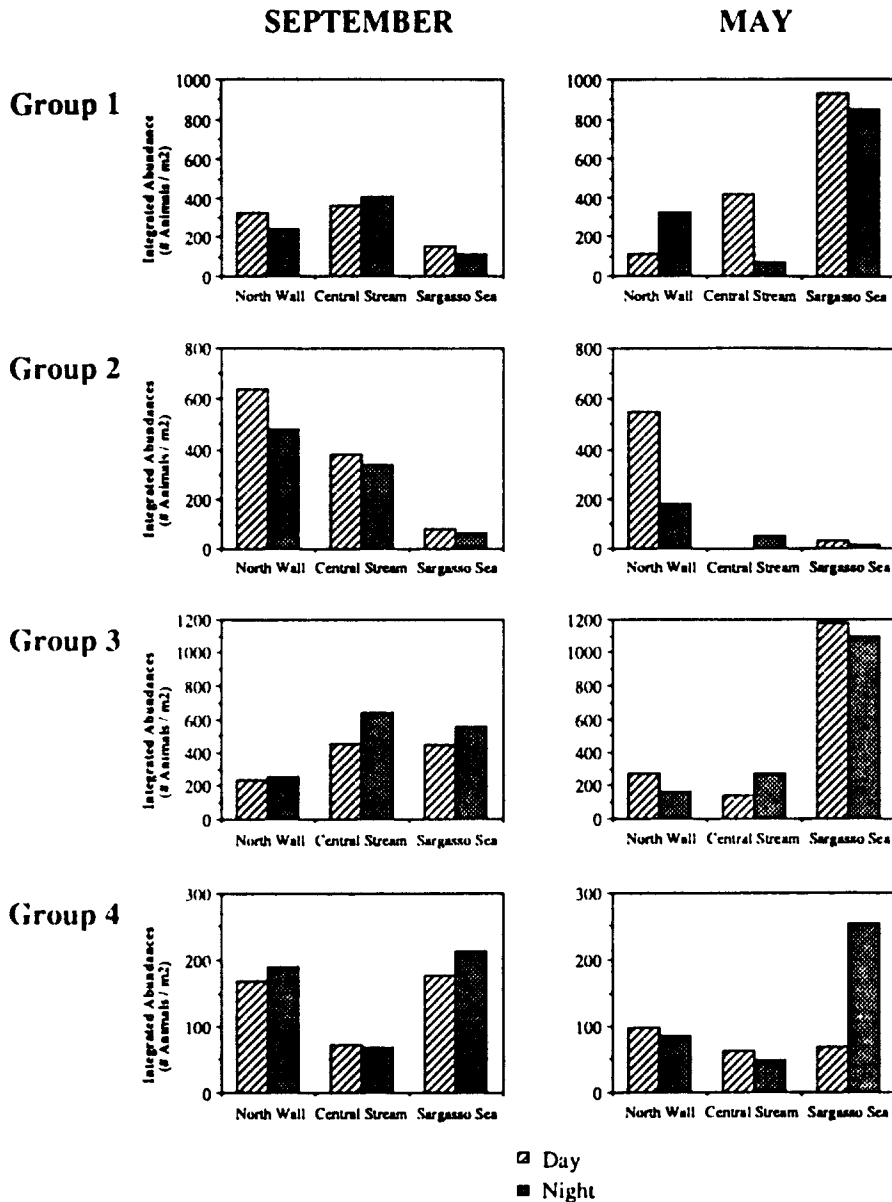 SEPTEMBER MAY
Group 1
Integrated Abundance
(# Animals / m2)
1000
800
600
400
200
0
North Wall Central Stream Sargasso Sea
1000
800
600
400
200
0
North Wall Central Stream Sargasso Sea
Group 2
Integrated Abundances
(# Animals / m2)
800
600
400
200
0
North Wall Central Stream Sargasso Sea
800
600
400
200
0
North Wall Central Stream Sargasso Sea
Group 3
Integrated Abundances
(# Animals / m2)
1200
1000
800
600
400
200
0
North Wall Central Stream Sargasso Sea
1200
1000
800
600
400
200
0
North Wall Central Stream Sargasso Sea
Group 4
Integrated Abundances
(# Animals / m2)
300
200
100
0
North Wall Central Stream Sargasso Sea
300
200
100
0
North Wall Central Stream Sargasso Sea
Day
Night